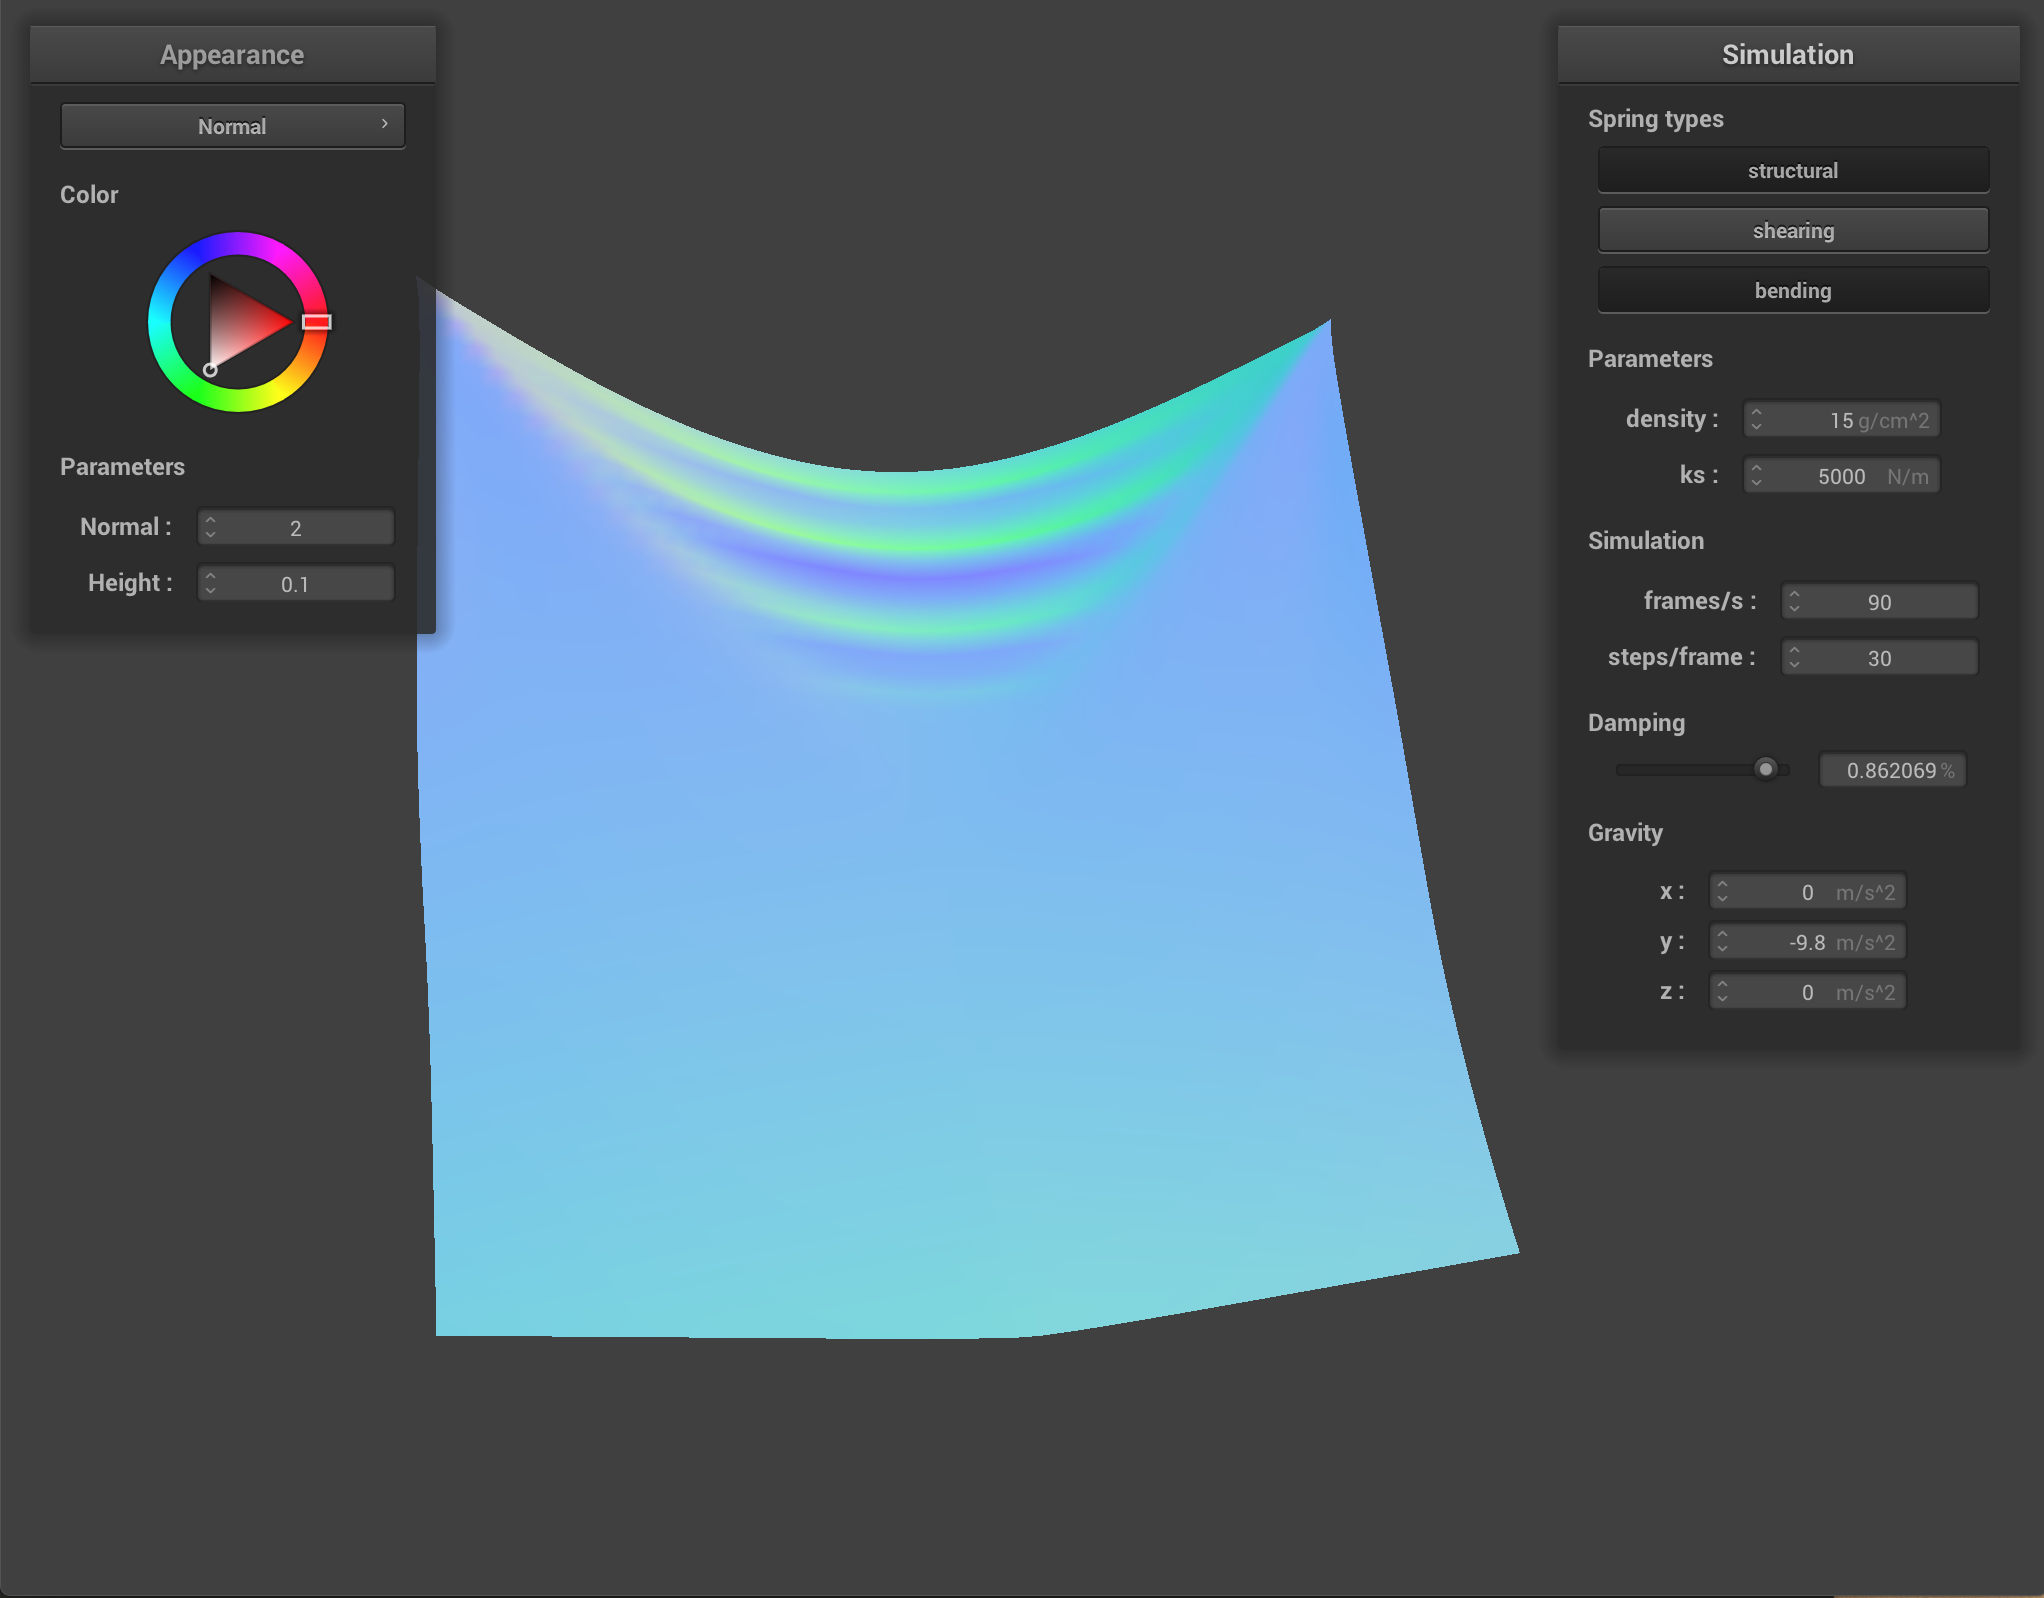 Appearance
Normal
Color
Parameters
Normal : 2
Height : 0.1
Simulation
Spring types
structural
shearing
bending
Parameters
density : 15 g/cm^2
ks : 5000 N/m
Simulation
frames/s : 90
steps/frame : 30
Damping
0.862069 %
Gravity
x : 0 m/s^2
y : -9.8 m/s^2
z : 0 m/s^2